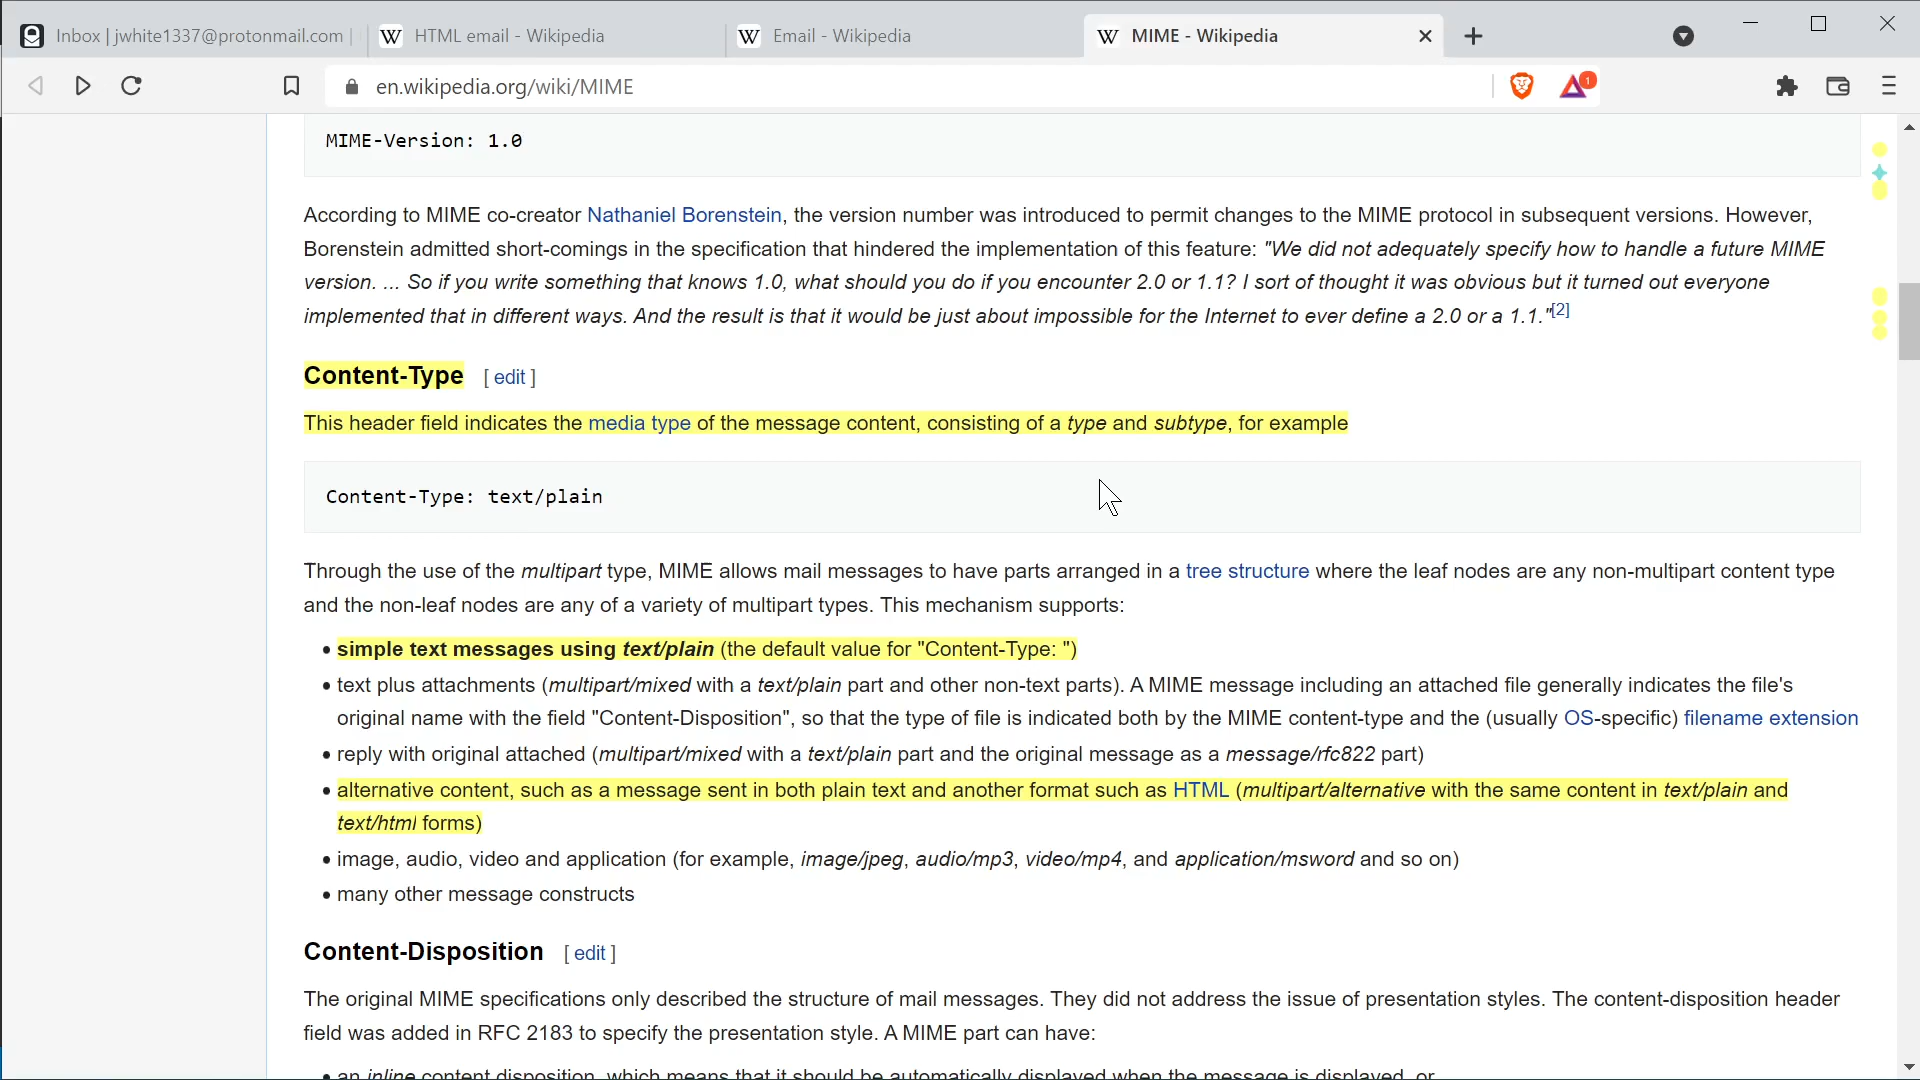 Inbox | jwhite1337@protonmail.com |
W HTML email - Wikipedia
W Email - Wikipedia
W MIME - Wikipedia
en.wikipedia.org/wiki/MIME
1
MIME-Version: 1.0
According to MIME co-creator Nathaniel Borenstein, the version number was introduced to permit changes to the MIME protocol in subsequent versions. However,
Borenstein admitted short-comings in the specification that hindered the implementation of this feature: "We did not adequately specify how to handle a future MIME
version. ... So if you write something that knows 1.0, what should you do if you encounter 2.0 or 1.1? I sort of thought it was obvious but it turned out everyone
implemented that in different ways. And the result is that it would be just about impossible for the Internet to ever define a 2.0 or a 1.1."[2]
Content-Type [ edit ]
This header field indicates the media type of the message content, consisting of a type and subtype, for example
Content-Type: text/plain
Through the use of the multipart type, MIME allows mail messages to have parts arranged in a tree structure where the leaf nodes are any non-multipart content type
and the non-leaf nodes are any of a variety of multipart types. This mechanism supports:
• simple text messages using text/plain (the default value for "Content-Type: ")
• text plus attachments (multipart/mixed with a text/plain part and other non-text parts). A MIME message including an attached file generally indicates the file's
original name with the field "Content-Disposition", so that the type of file is indicated both by the MIME content-type and the (usually OS-specific) filename extension
• reply with original attached (multipart/mixed with a text/plain part and the original message as a message/rfc822 part)
• alternative content, such as a message sent in both plain text and another format such as HTML (multipart/alternative with the same content in text/plain and
text/html forms)
• image, audio, video and application (for example, image/jpeg, audio/mp3, video/mp4, and application/msword and so on)
• many other message constructs
Content-Disposition [ edit ]
The original MIME specifications only described the structure of mail messages. They did not address the issue of presentation styles. The content-disposition header
field was added in RFC 2183 to specify the presentation style. A MIME part can have:
• an inline content disposition, which means that it should be automatically displayed when the message is displayed, or